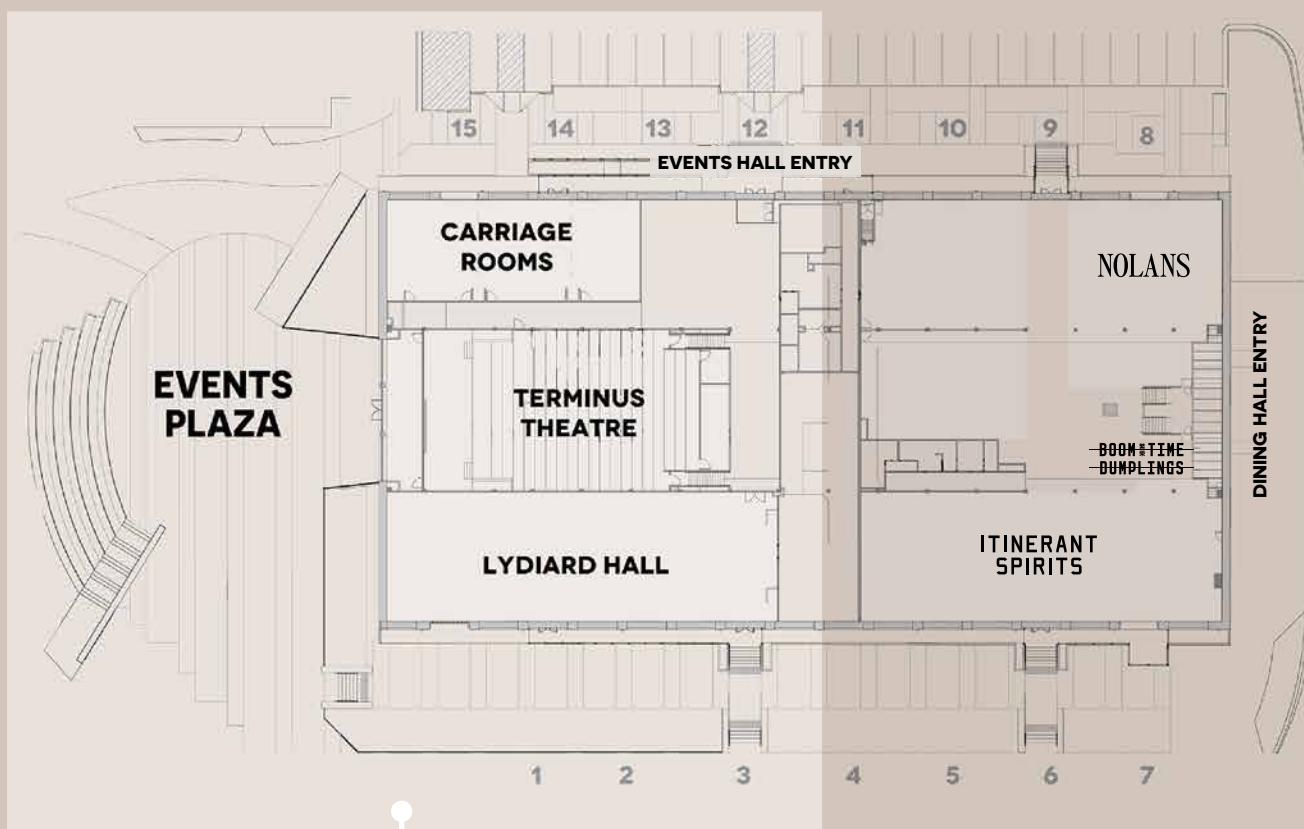 15 14 13 12 11 10 9 8
EVENTS HALL ENTRY
CARRIAGE
ROOMS
NOLANS
EVENTS
PLAZA
TERMINUS
THEATRE
DINING HALL ENTRY
BOOM TIME
DUMPLINGS
LYDIARD HALL
ITINERANT
SPIRITS
1 2 3 4 5 6 7